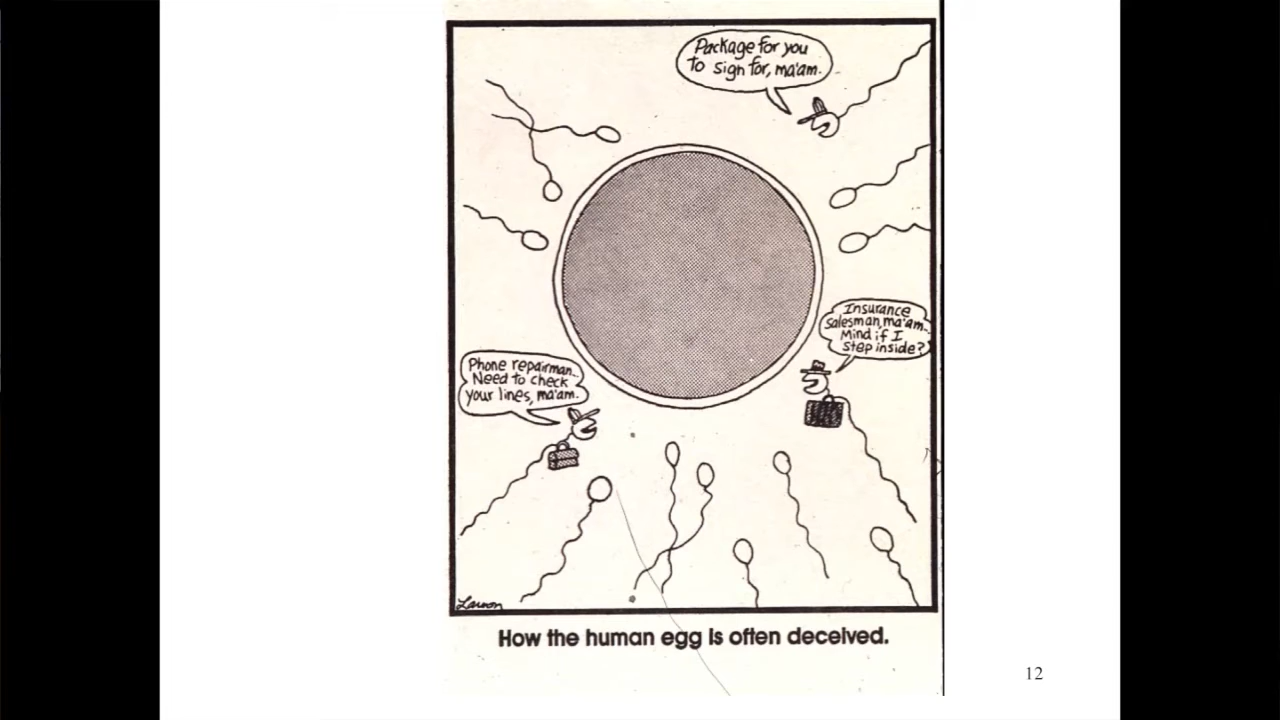 Package for you
to sign for, ma'am.
Insurance
salesman, ma'am...
Mind if I
step inside?
Phone repairman...
Need to check
your lines, ma'am.
Larson
How the human egg is often deceived.
12